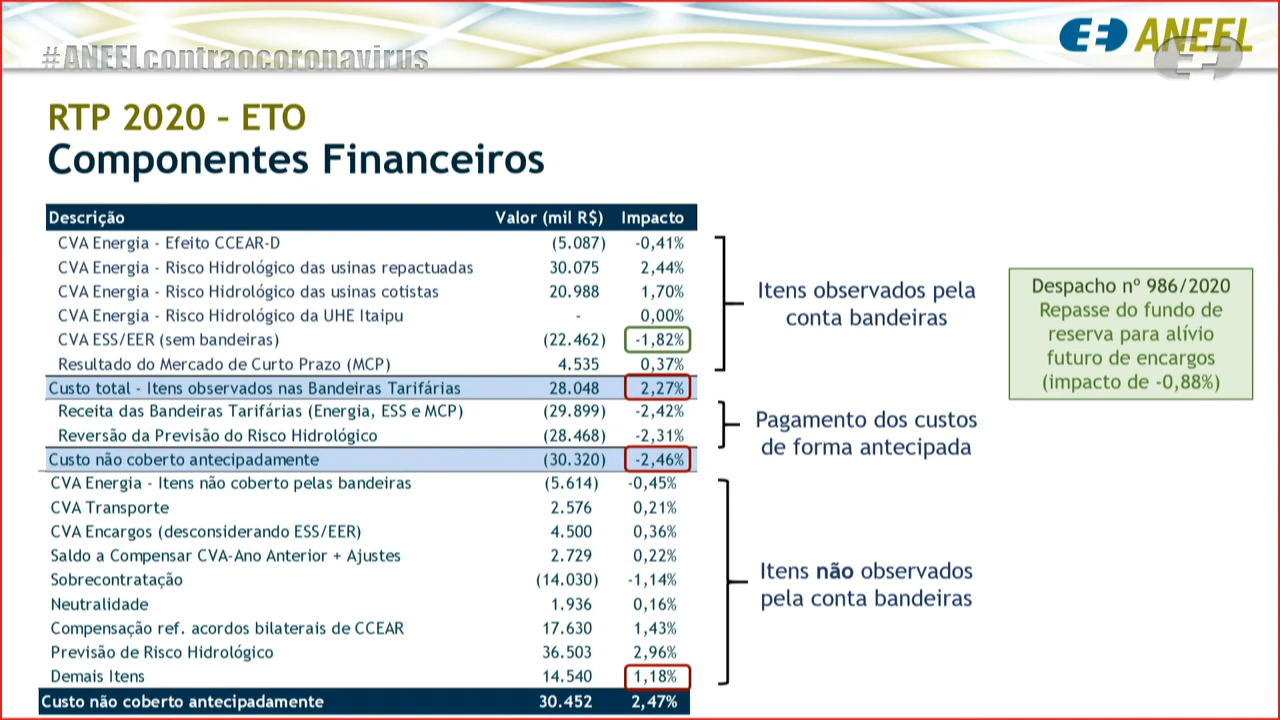 #ANEELcontraocoronavirus
ANEEL
RTP 2020 – ETO
Componentes Financeiros
Descrição Valor (mil R$) Impacto
CVA Energia - Efeito CCEAR-D (5.087) -0,41%
CVA Energia - Risco Hidrológico das usinas repactuadas 30.075 2,44%
CVA Energia - Risco Hidrológico das usinas cotistas 20.988 1,70%
CVA Energia - Risco Hidrológico da UHE Itaipu - 0,00%
CVA ESS/EER (sem bandeiras) (22.462) -1,82%
Resultado do Mercado de Curto Prazo (MCP) 4.535 0,37%
Custo total - Itens observados nas Bandeiras Tarifárias 28.048 2,27%
Receita das Bandeiras Tarifárias (Energia, ESS e MCP) (29.899) -2,42%
Reversão da Previsão do Risco Hidrológico (28.468) -2,31%
Custo não coberto antecipadamente (30.320) -2,46%
CVA Energia - Itens não coberto pelas bandeiras (5.614) -0,45%
CVA Transporte 2.576 0,21%
CVA Encargos (desconsiderando ESS/EER) 4.500 0,36%
Saldo a Compensar CVA-Ano Anterior + Ajustes 2.729 0,22%
Sobrecontratação (14.030) -1,14%
Neutralidade 1.936 0,16%
Compensação ref. acordos bilaterais de CCEAR 17.630 1,43%
Previsão de Risco Hidrológico 36.503 2,96%
Demais Itens 14.540 1,18%
Custo não coberto antecipadamente 30.452 2,47%
Itens observados pela
conta bandeiras
Pagamento dos custos
de forma antecipada
Itens não observados
pela conta bandeiras
Despacho nº 986/2020
Repasse do fundo de
reserva para alívio
futuro de encargos
(impacto de -0,88%)